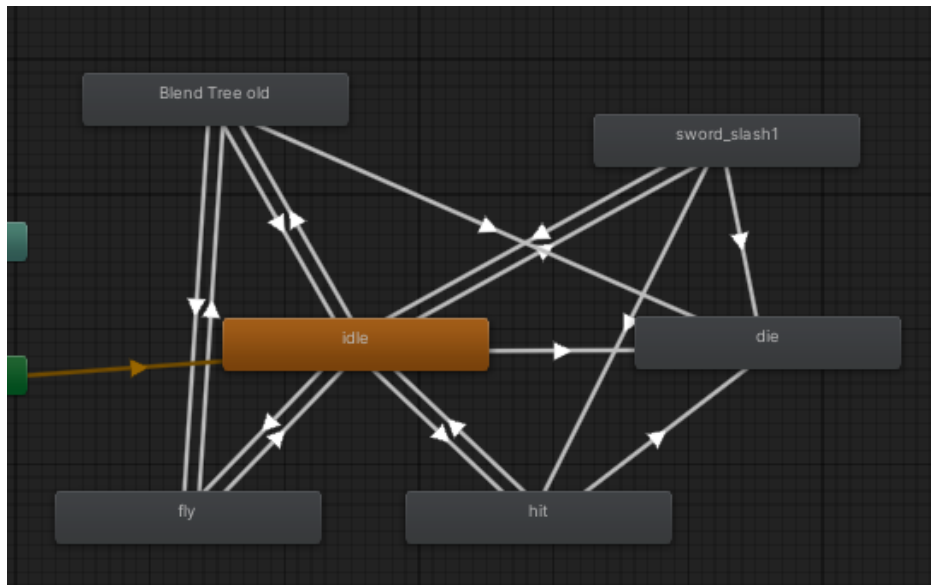 Blend Tree old
sword_slash1
idle
die
fly
hit